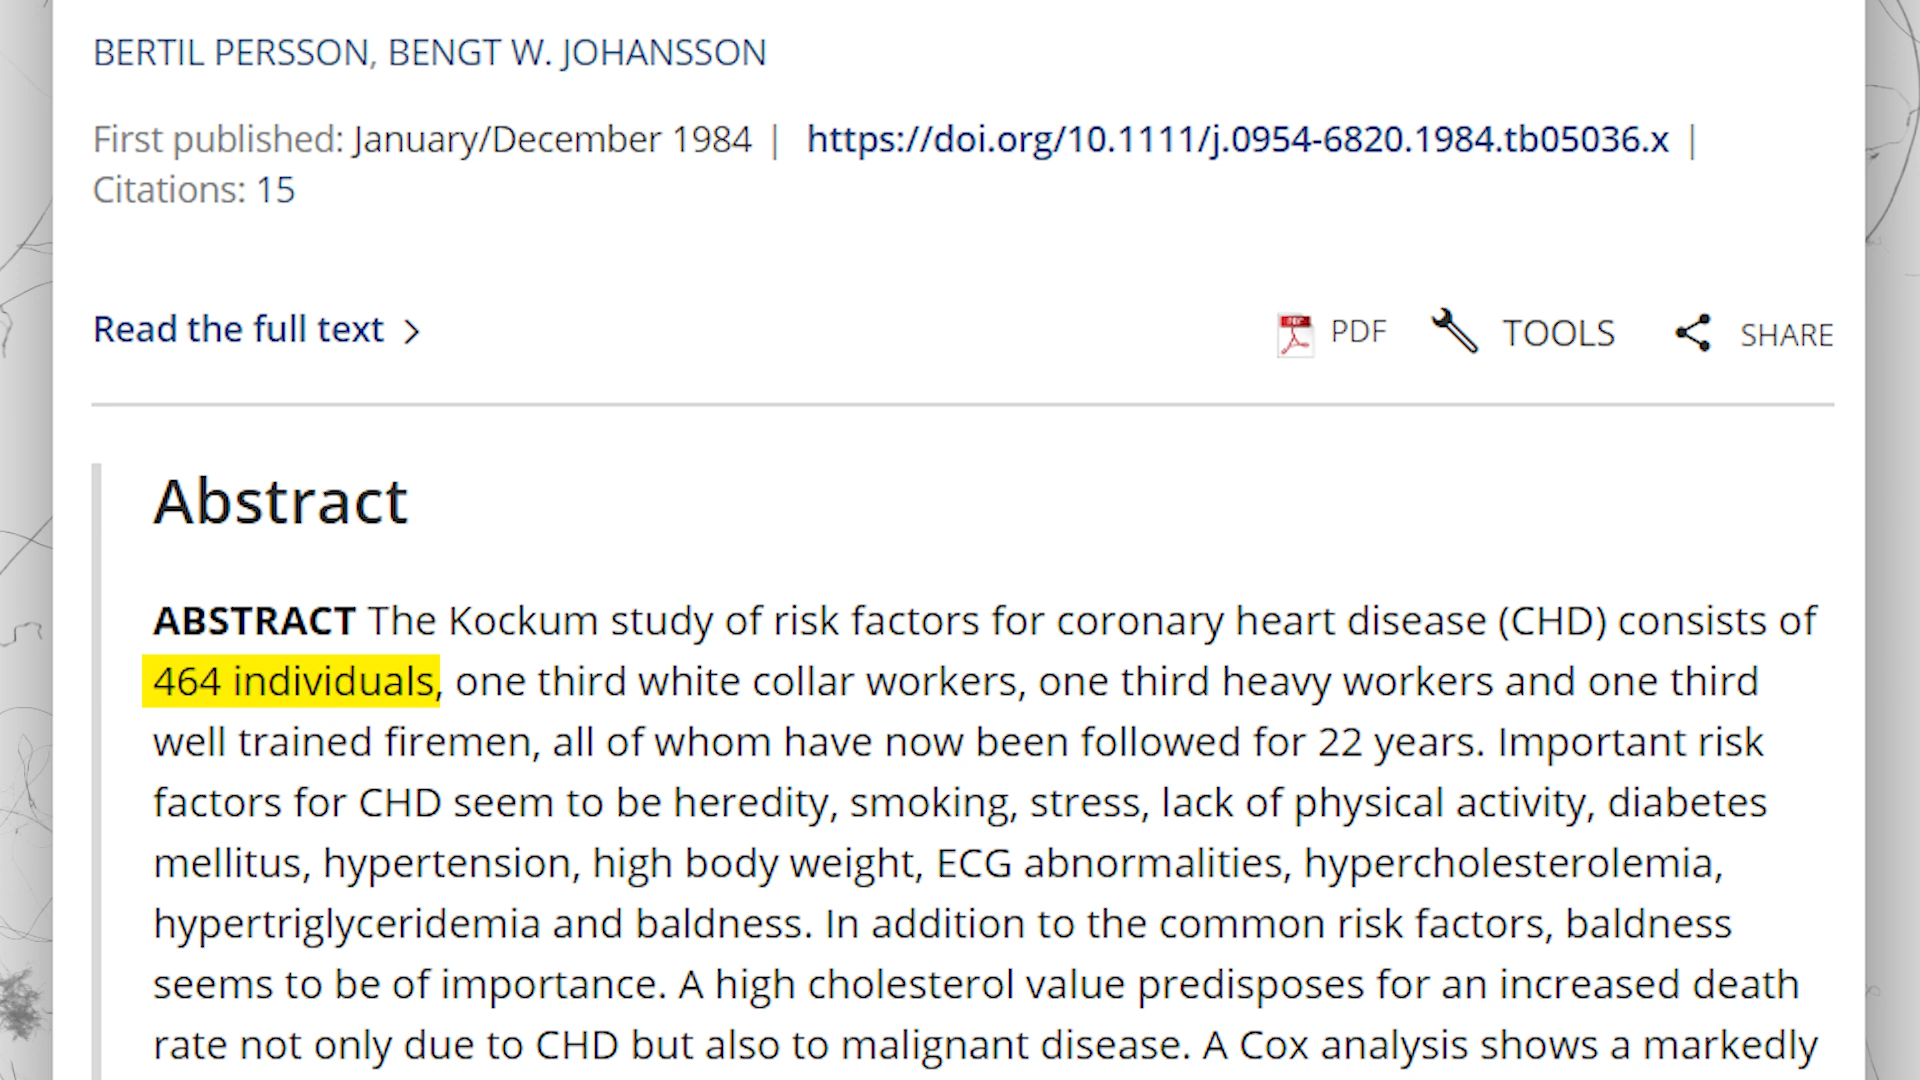 BERTIL PERSSON, BENGT W. JOHANSSON
First published: January/December 1984 | https://doi.org/10.1111/j.0954-6820.1984.tb05036.x |
Citations: 15
Read the full text >
PDF TOOLS SHARE
Abstract
ABSTRACT The Kockum study of risk factors for coronary heart disease (CHD) consists of
464 individuals, one third white collar workers, one third heavy workers and one third
well trained firemen, all of whom have now been followed for 22 years. Important risk
factors for CHD seem to be heredity, smoking, stress, lack of physical activity, diabetes
mellitus, hypertension, high body weight, ECG abnormalities, hypercholesterolemia,
hypertriglyceridemia and baldness. In addition to the common risk factors, baldness
seems to be of importance. A high cholesterol value predisposes for an increased death
rate not only due to CHD but also to malignant disease. A Cox analysis shows a markedly